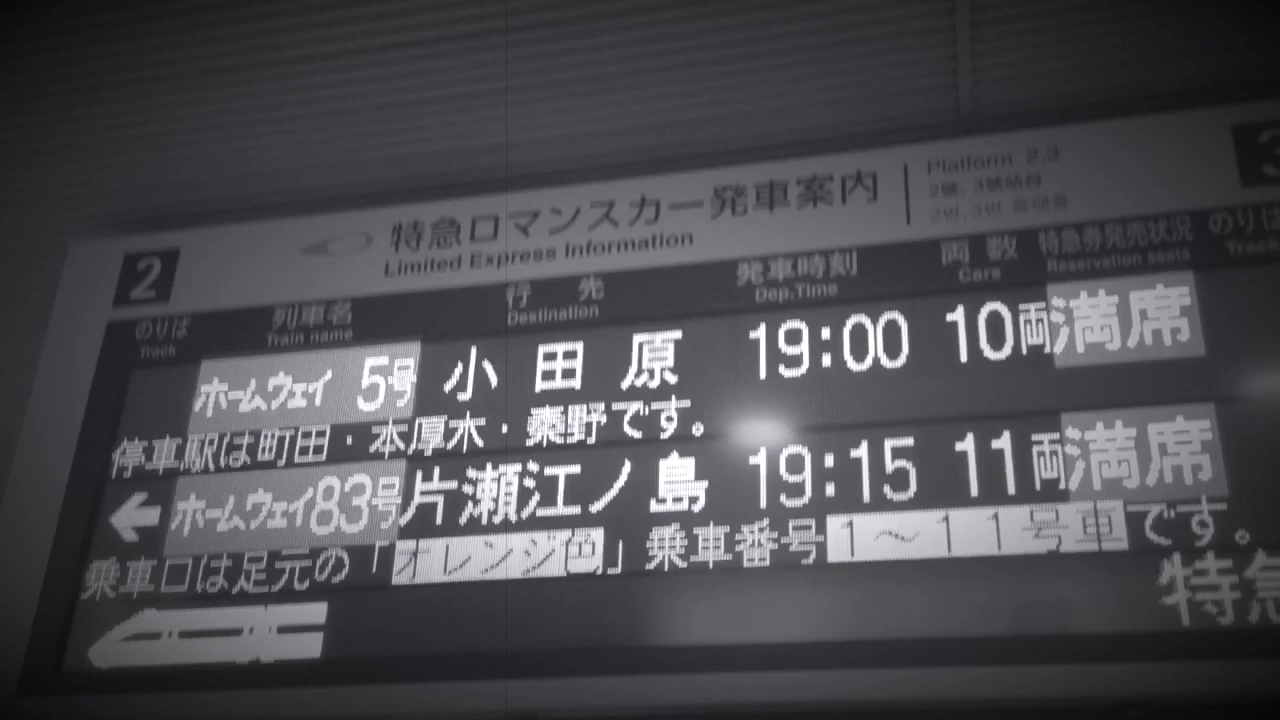 2
特急ロマンスカー発車案内
Limited Express Information
Platform 2.3
2號, 3號站台
のりば 列車名 行先 発車時刻 両数 特急券発売状況 のりば
Track Train name Destination Dep.Time Cars Reservation seets Track
ホームウェイ 5号 小田原 19:00 10両 満席
停車駅は町田・本厚木・秦野です。
← ホームウェイ83号 片瀬江ノ島 19:15 11両 満席
乗車口は足元の「オレンジ色」乗車番号1～11号車です。
特急